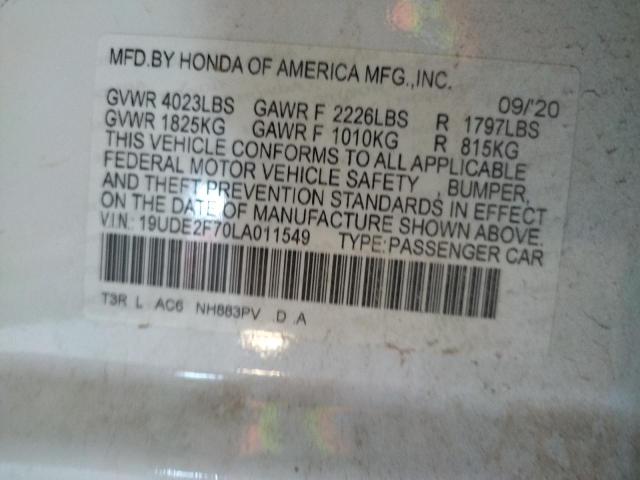 MFD.BY HONDA OF AMERICA MFG.,INC.
09/'20
GVWR 4023LBS GAWR F 2226LBS R 1797LBS
GVWR 1825KG GAWR F 1010KG R 815KG
THIS VEHICLE CONFORMS TO ALL APPLICABLE
FEDERAL MOTOR VEHICLE SAFETY , BUMPER,
AND THEFT PREVENTION STANDARDS IN EFFECT
ON THE DATE OF MANUFACTURE SHOWN ABOVE.
VIN: 19UDE2F70LA011549 TYPE:PASSENGER CAR
T3R L AC6 NH883PV .D .A